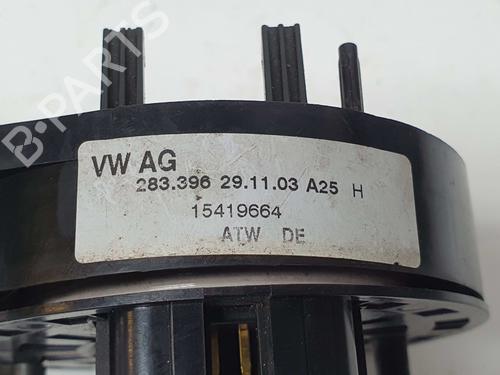 B-PARTS
VW AG
283.396 29.11.03 A25 H
15419664
ATW DE